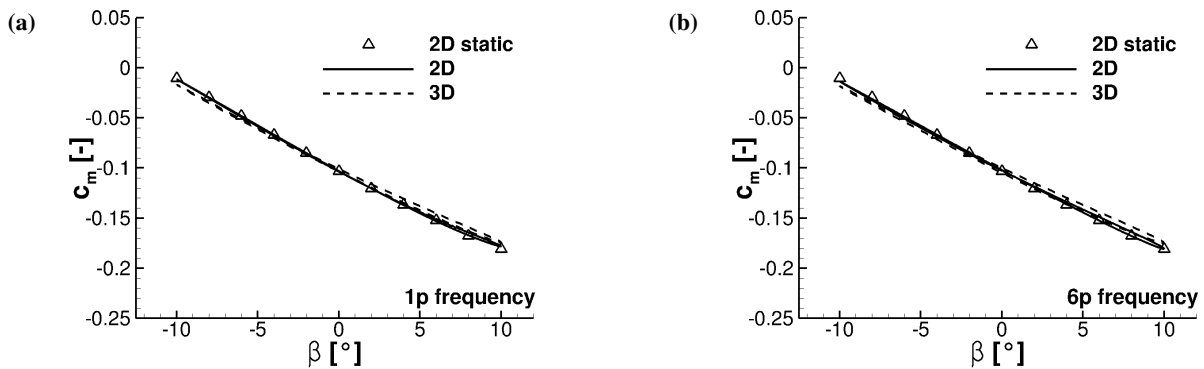 (a)
0.05
0
-0.05
-0.1
-0.15
-0.2
-0.25
cm [-]
2D static
2D
3D
1p frequency
-10 -5 0 5 10
β [°]
(b)
0.05
0
-0.05
-0.1
-0.15
-0.2
-0.25
cm [-]
2D static
2D
3D
6p frequency
-10 -5 0 5 10
β [°]